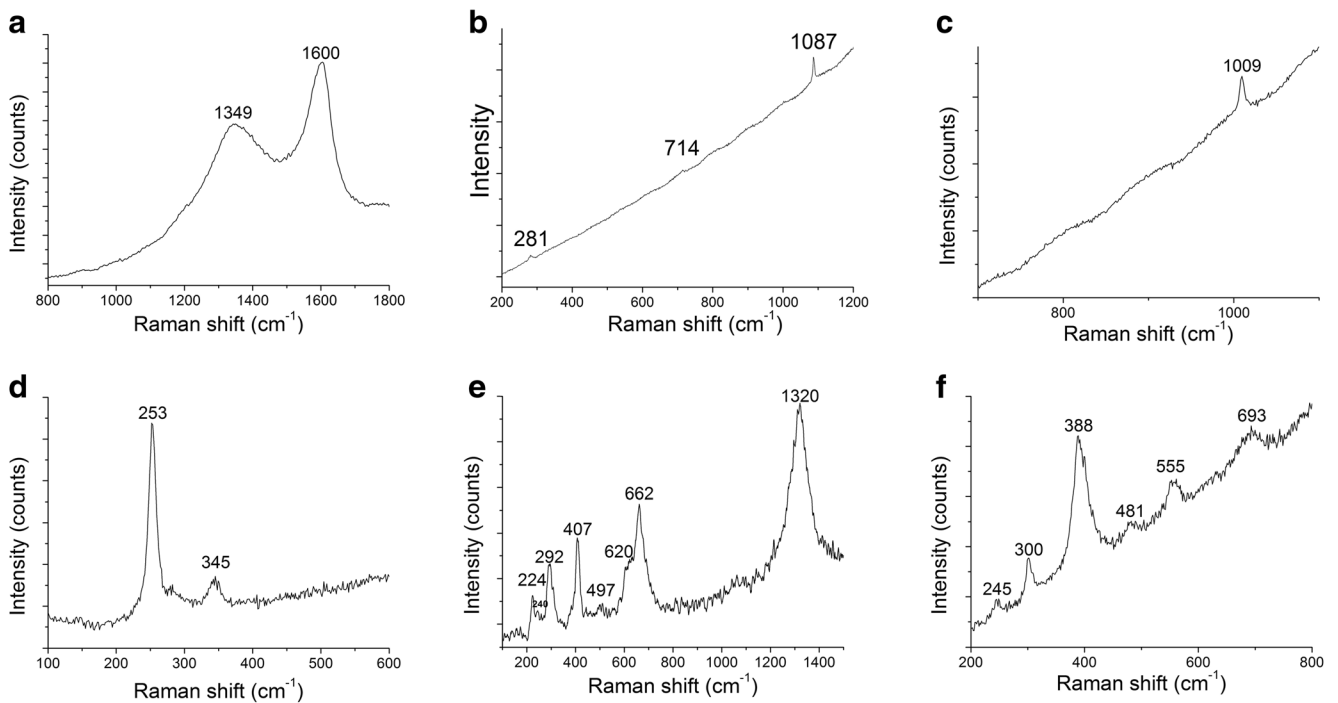 a
1600
1349
Intensity (counts)
800 1000 1200 1400 1600 1800
Raman shift (cm⁻¹)
b
1087
714
281
Intensity
200 400 600 800 1000 1200
Raman shift (cm⁻¹)
c
1009
Intensity (counts)
800 1000
Raman shift (cm⁻¹)
d
253
345
Intensity (counts)
100 200 300 400 500 600
Raman shift (cm⁻¹)
e
1320
662
407
620
292
224
497
240
Intensity (counts)
200 400 600 800 1000 1200 1400
Raman shift (cm⁻¹)
f
693
388
555
481
300
245
Intensity (counts)
200 400 600 800
Raman shift (cm⁻¹)